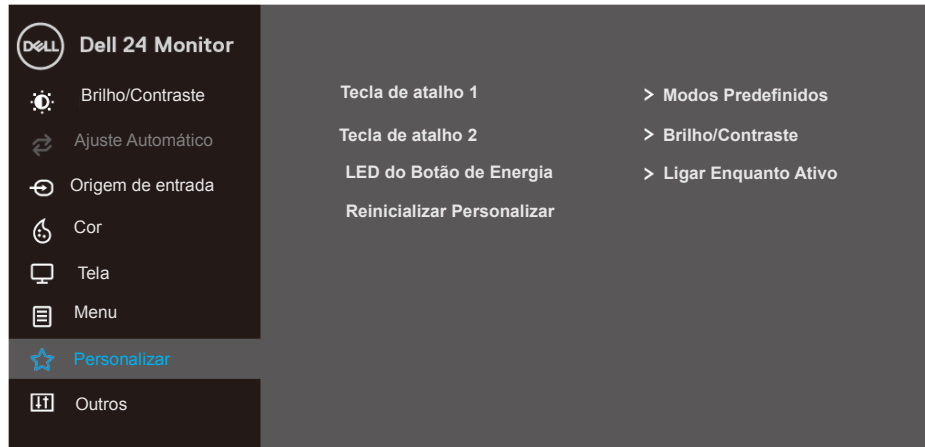 DELL Dell 24 Monitor
Brilho/Contraste
Ajuste Automático
Origem de entrada
Cor
Tela
Menu
Personalizar
Outros
Tecla de atalho 1 > Modos Predefinidos
Tecla de atalho 2 > Brilho/Contraste
LED do Botão de Energia > Ligar Enquanto Ativo
Reinicializar Personalizar